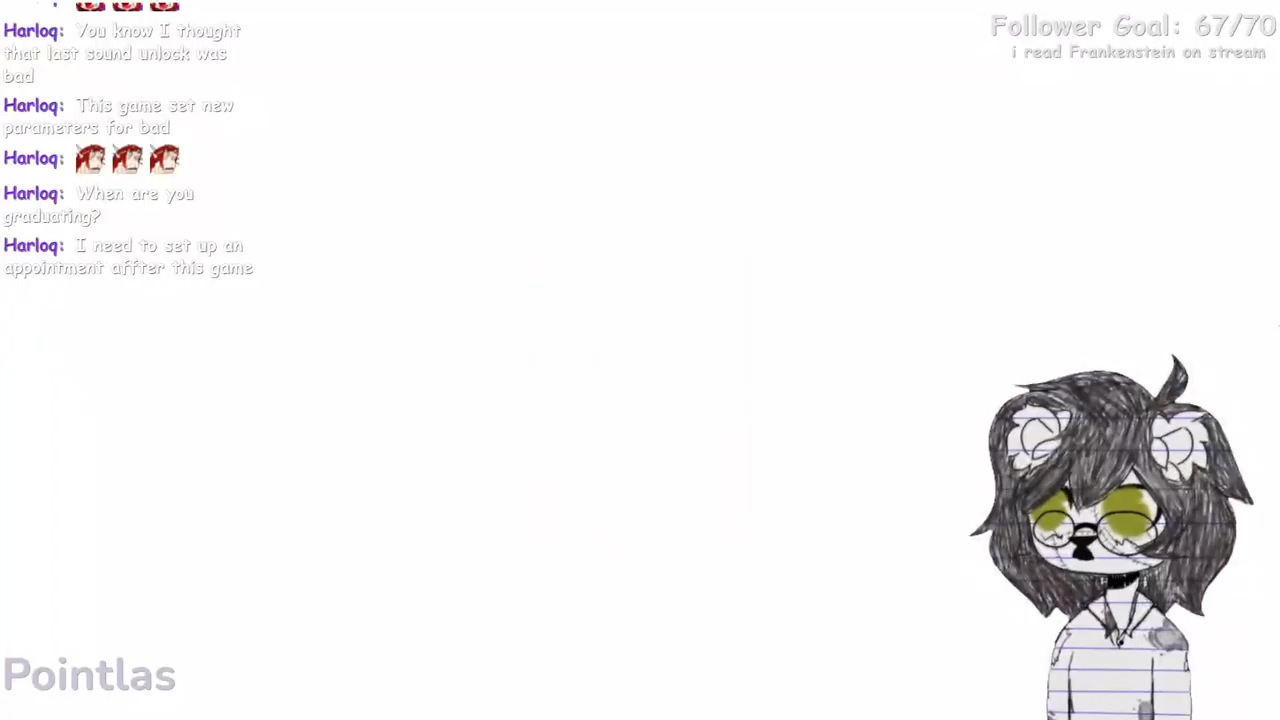 Harloq: You know I thought
that last sound unlock was
bad
Harloq: This game set new
parameters for bad
Harloq:
Harloq: When are you
graduating?
Harloq: I need to set up an
appointment affter this game
Follower Goal: 67/70
i read Frankenstein on stream
Pointlas